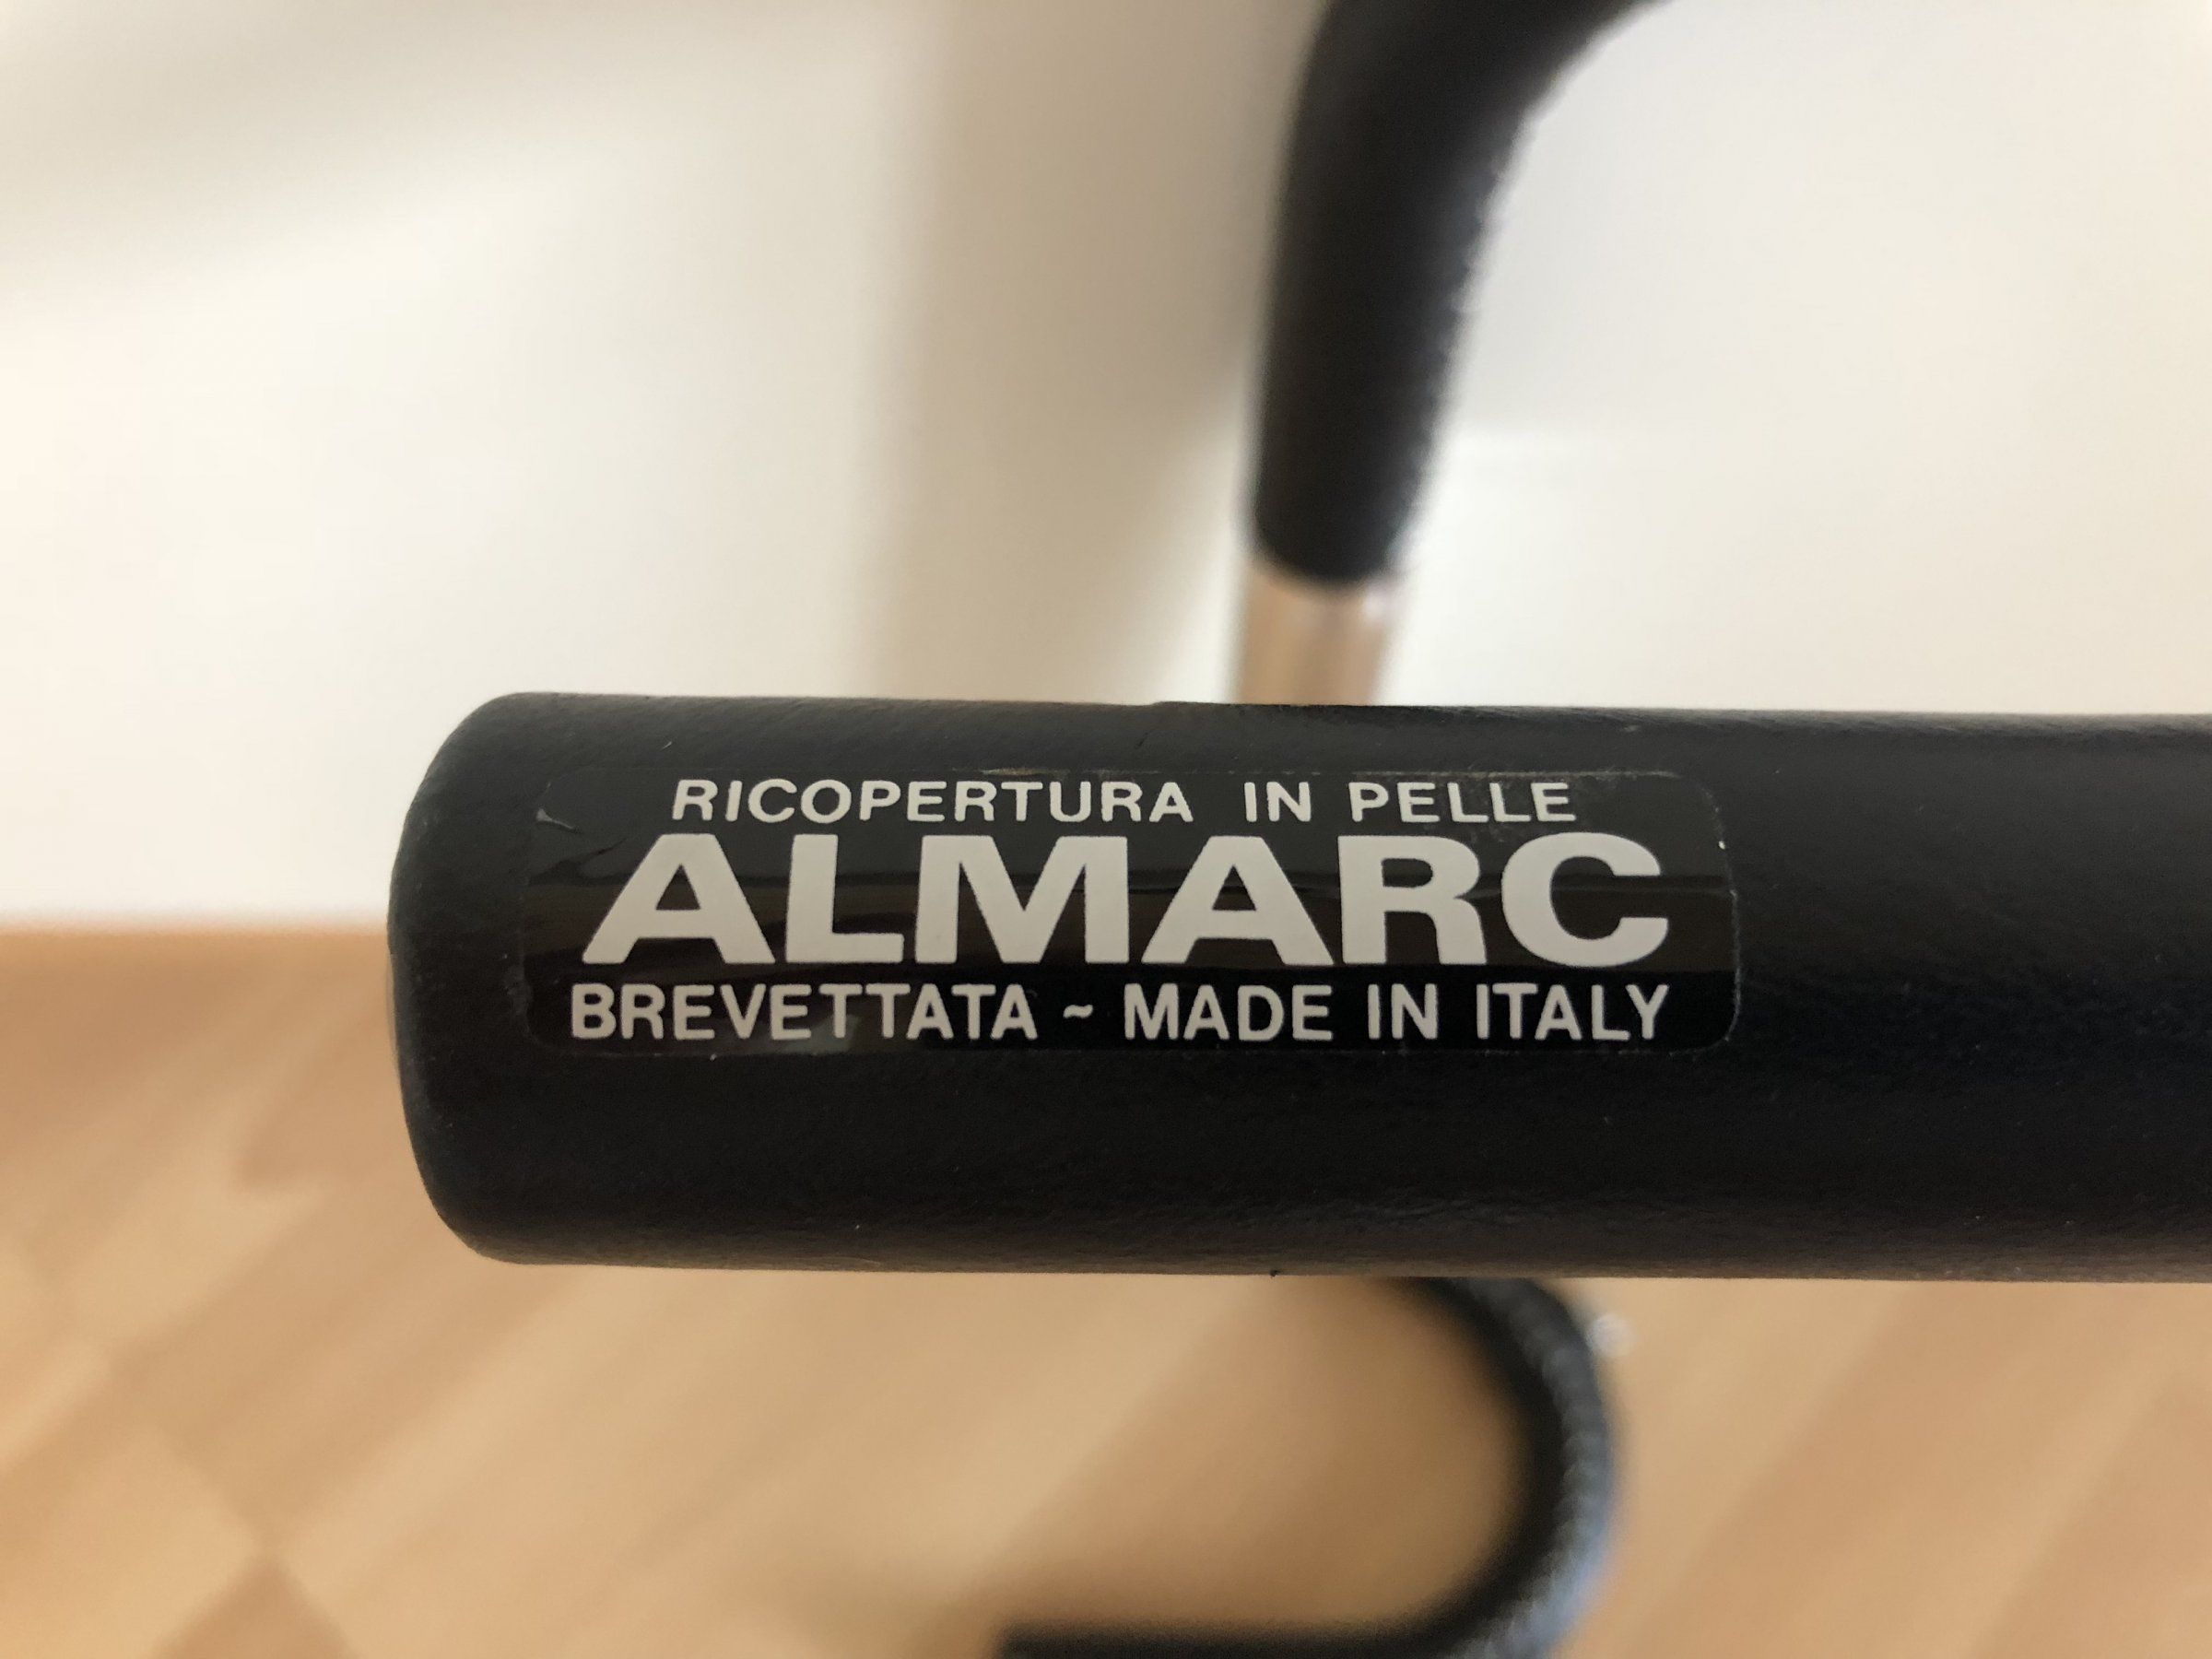 RICOPERTURA IN PELLE
ALMARC
BREVETTATA ~ MADE IN ITALY